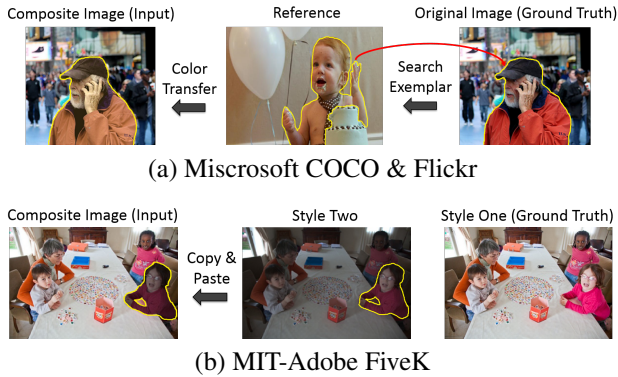 Composite Image (Input)
Reference
Original Image (Ground Truth)
Color
Transfer
Search
Exemplar
(a) Miscrosoft COCO & Flickr
Composite Image (Input)
Style Two
Style One (Ground Truth)
Copy &
Paste
(b) MIT-Adobe FiveK